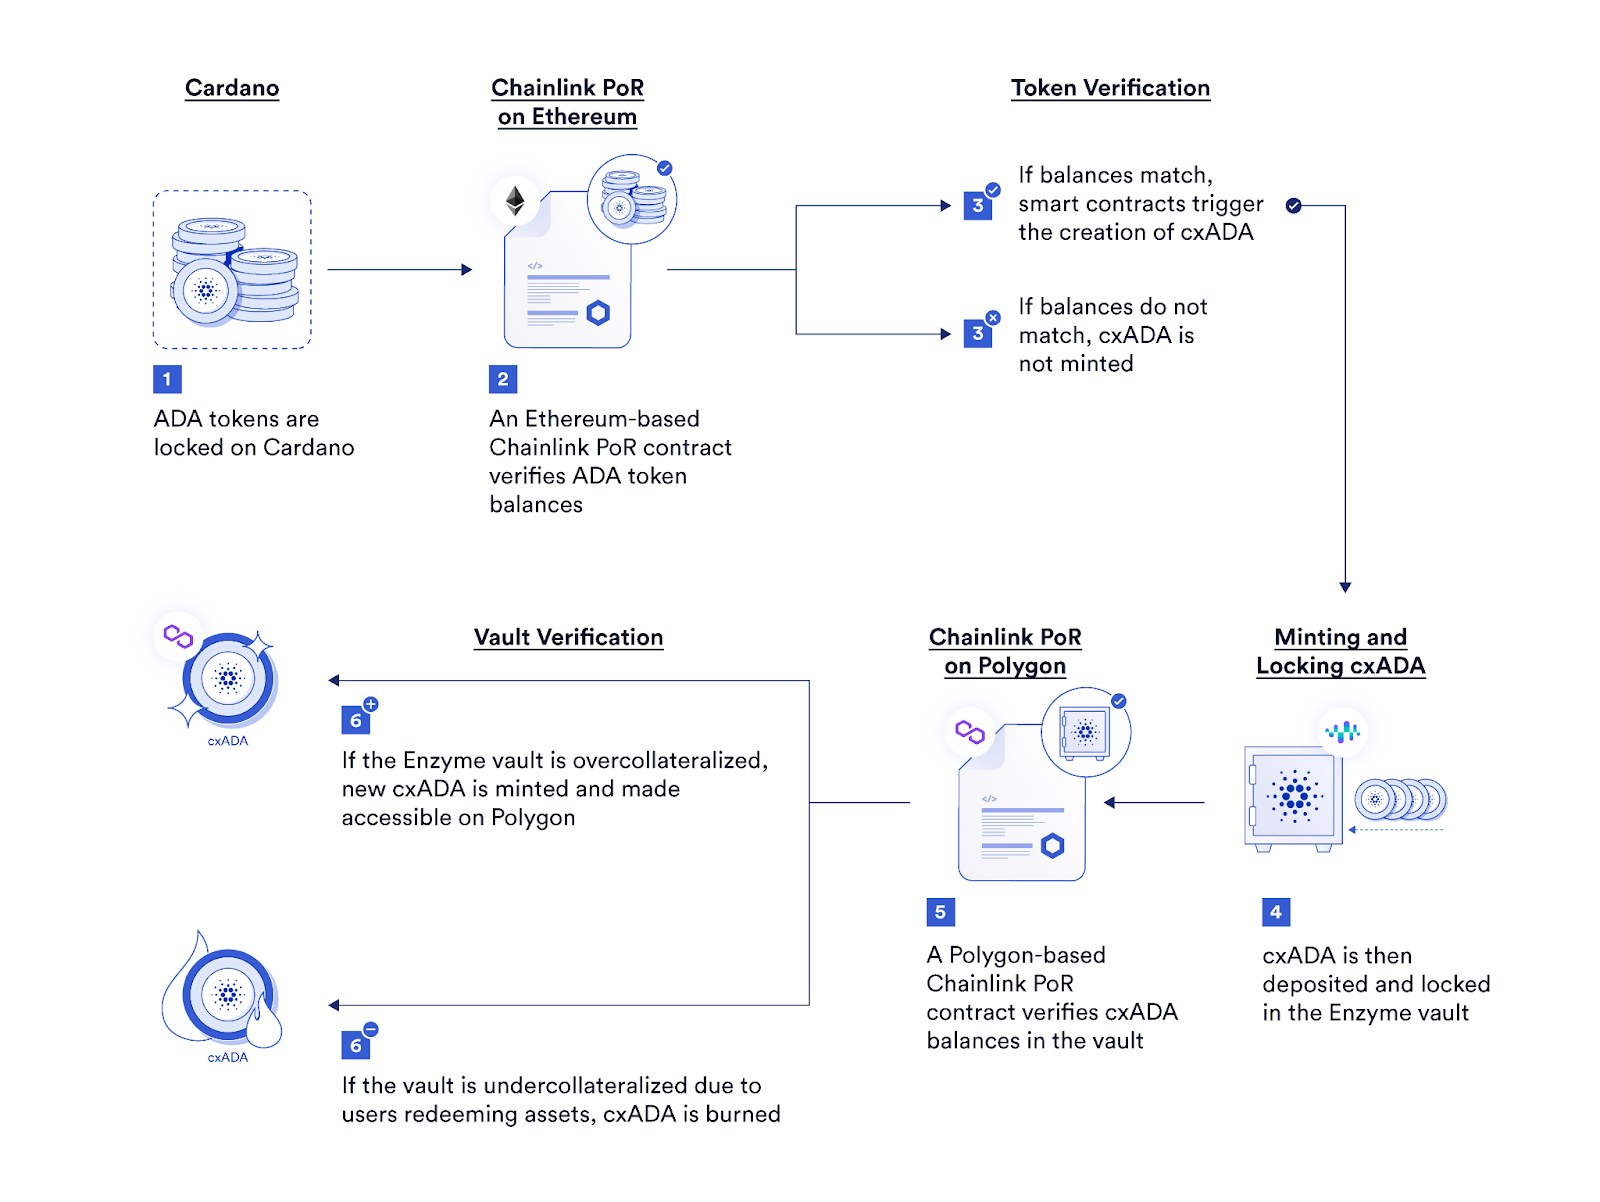 Cardano
Chainlink PoR
on Ethereum
Token Verification
</>
1
ADA tokens are
locked on Cardano
2
An Ethereum-based
Chainlink PoR contract
verifies ADA token
balances
3
If balances match,
smart contracts trigger
the creation of cxADA
3
If balances do not
match, cxADA is
not minted
Minting and
Locking cxADA
4
cxADA is then
deposited and locked
in the Enzyme vault
Chainlink PoR
on Polygon
</>
5
A Polygon-based
Chainlink PoR
contract verifies cxADA
balances in the vault
Vault Verification
cxADA
6
If the Enzyme vault is overcollateralized,
new cxADA is minted and made
accessible on Polygon
cxADA
6
If the vault is undercollateralized due to
users redeeming assets, cxADA is burned